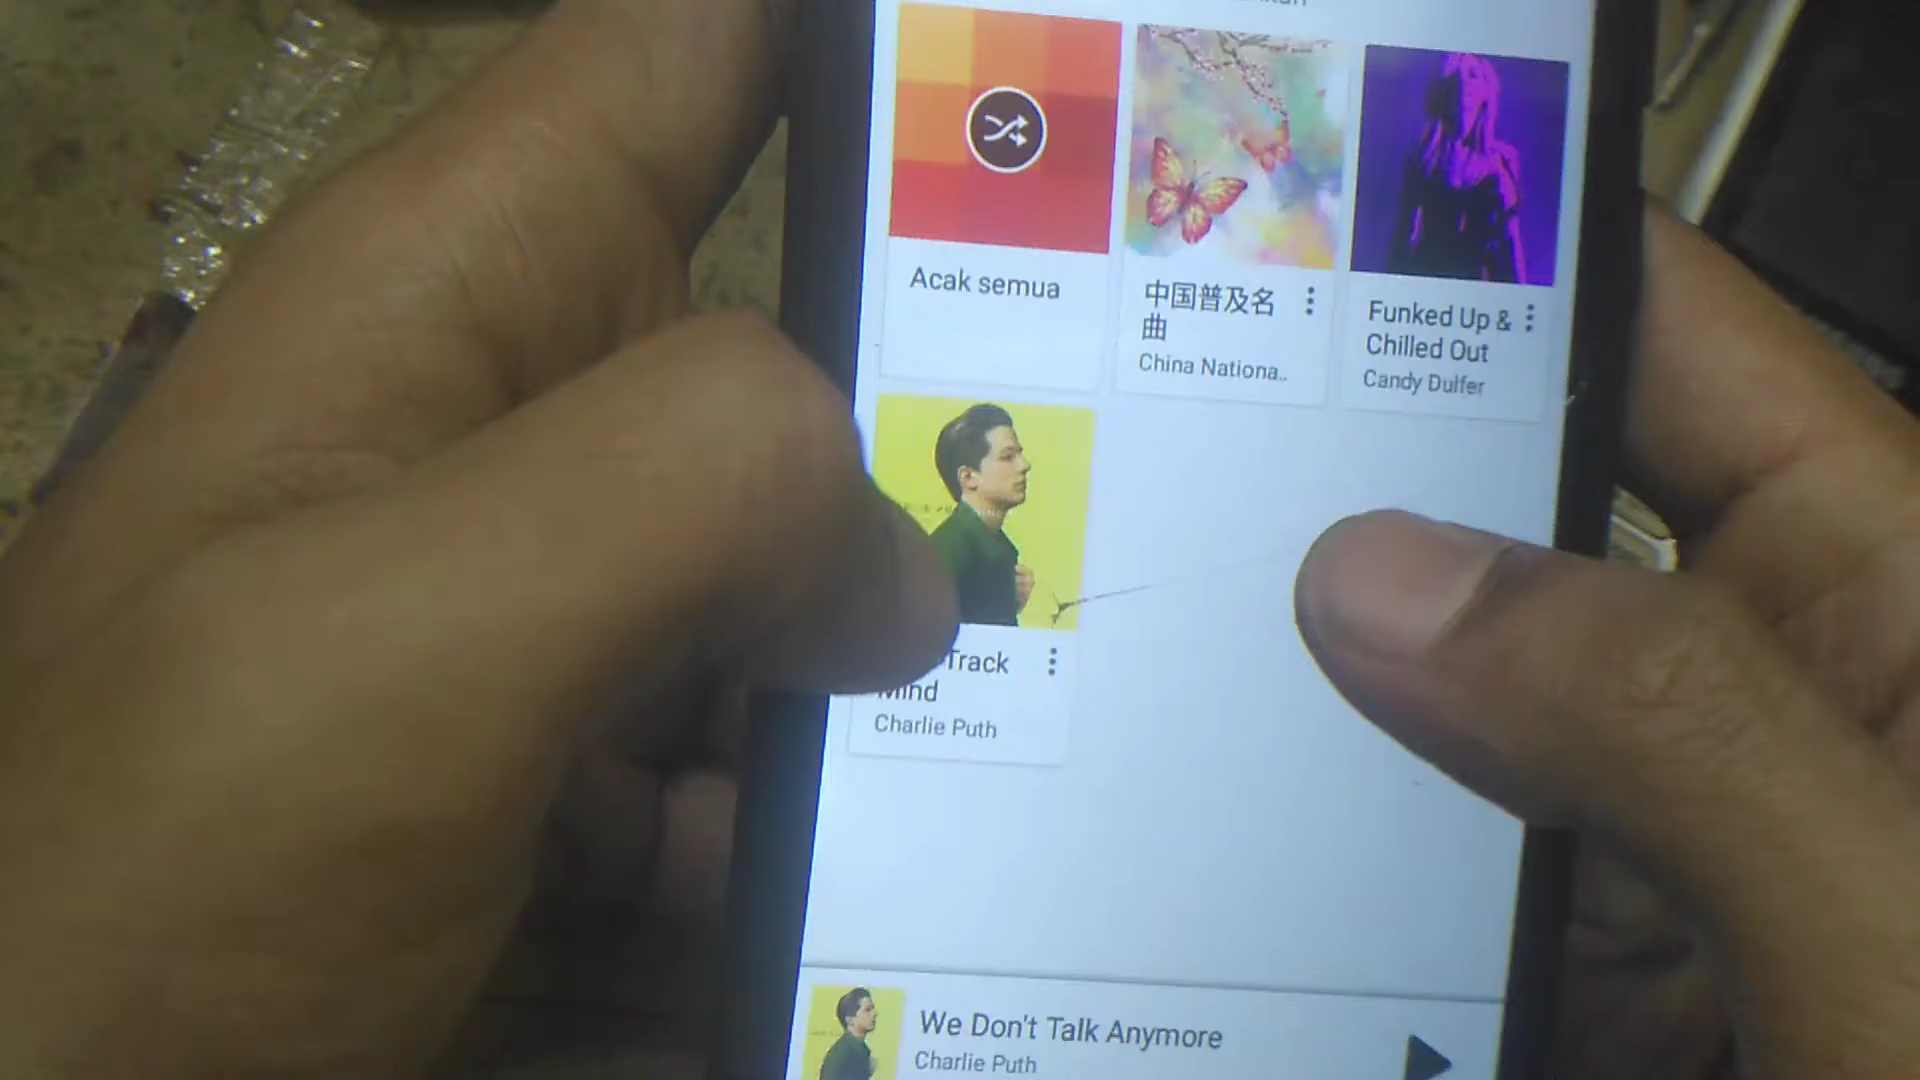 Acak semua
中国普及名
曲
China Nationa..
Funked Up &
Chilled Out
Candy Dulfer
Track
Mind
Charlie Puth
We Don't Talk Anymore
Charlie Puth